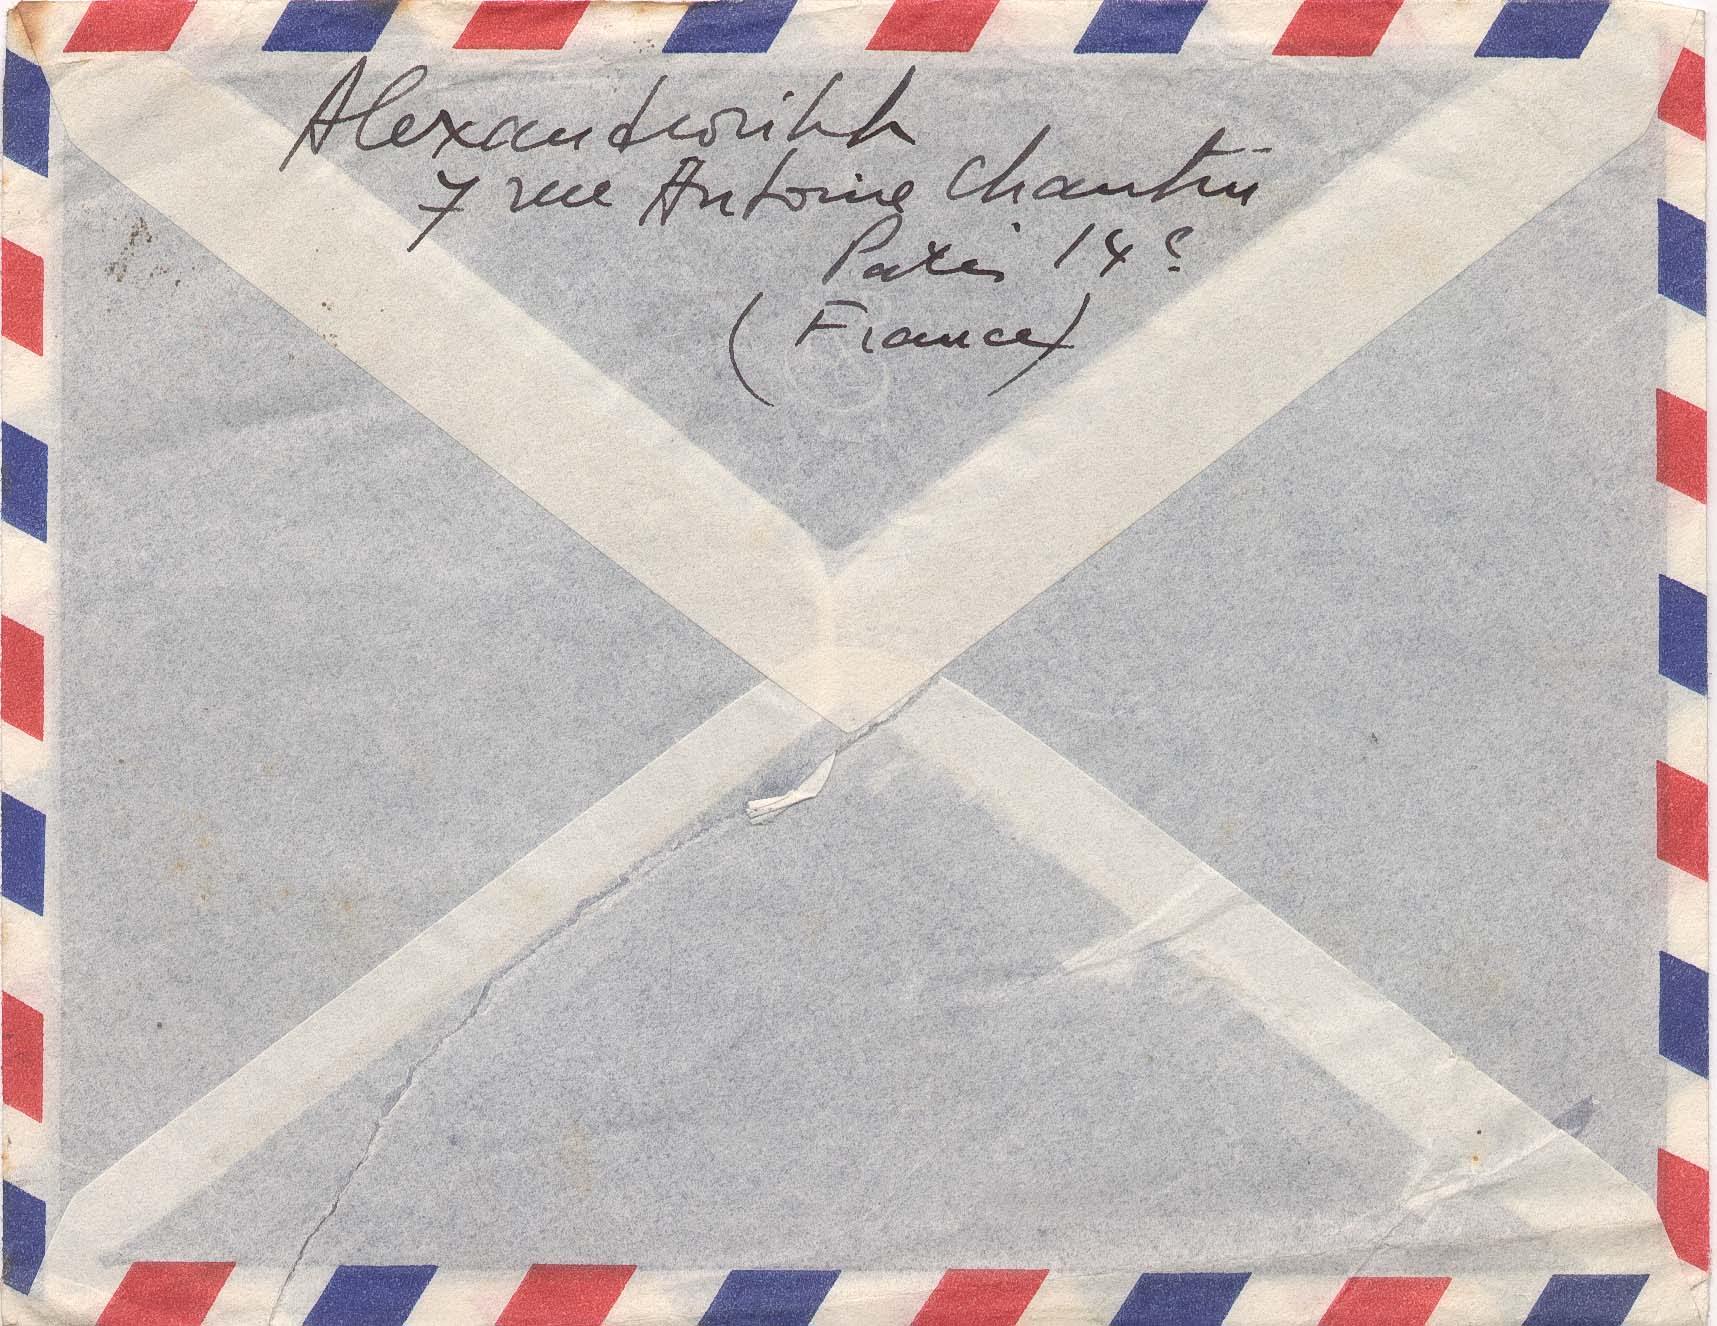 Alexandrovitch
7 rue Antoine Chantin
Paris 14e
(France)